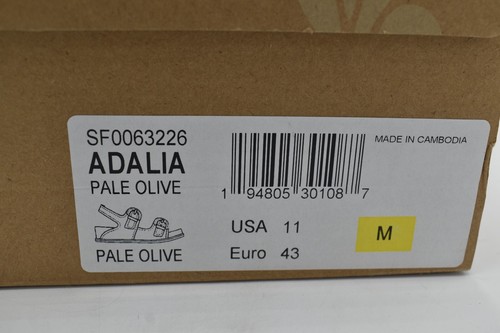 SF0063226
ADALIA
PALE OLIVE
PALE OLIVE
1 94805 30108 7
MADE IN CAMBODIA
USA 11
Euro 43
M